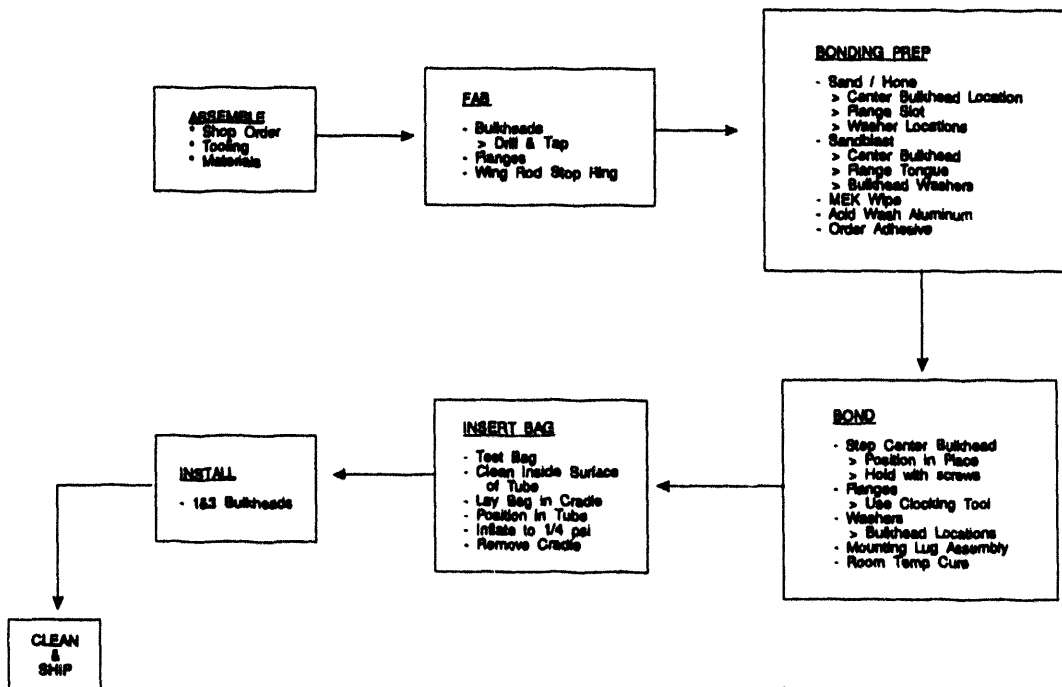 ASSEMBLE
* Shop Order
* Tooling
* Materials
FAB
- Bulkheads
> Drill & Tap
- Flanges
- Wing Rod Stop Ring
BONDING PREP
- Sand / Hone
> Center Bulkhead Location
> Flange Slot
> Washer Locations
- Sandblast
> Center Bulkhead
> Flange Tongue
> Bulkhead Washers
- MEK Wipe
- Acid Wash Aluminum
- Order Adhesive
BOND
- Step Center Bulkhead
> Position in Place
> Hold with screws
- Flanges
> Use Clocking Tool
- Washers
> Bulkhead Locations
- Mounting Lug Assembly
- Room Temp Cure
INSERT BAG
- Test Bag
- Clean Inside Surface
of Tube
- Lay Bag in Cradle
- Position in Tube
- Inflate to 1/4 psi
- Remove Cradle
INSTALL
- 1&3 Bulkheads
CLEAN
&
SHIP